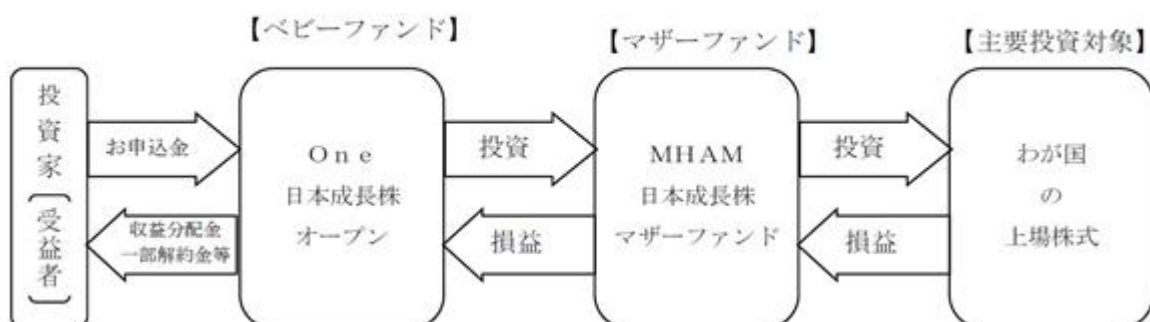 【ベビーファンド】
【マザーファンド】
【主要投資対象】
投資家
(受益者)
お申込金
収益分配金
一部解約金等
One
日本成長株
オープン
投資
損益
MHAM
日本成長株
マザーファンド
投資
損益
わが国
の
上場株式